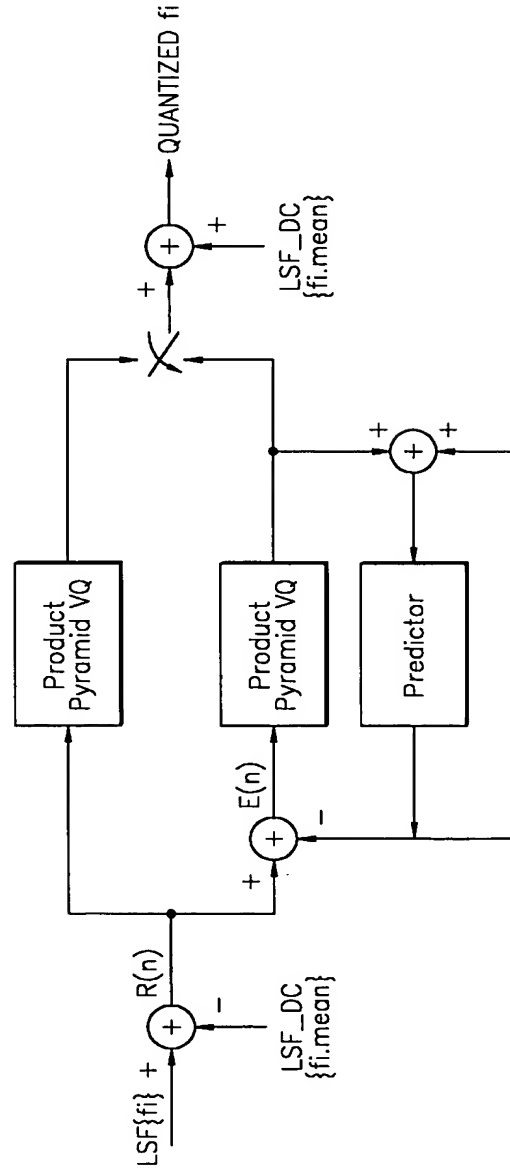 LSF{fi}
+
+
−
LSF_DC
{fi.mean}
R(n)
Product
Pyramid VQ
+
+
−
E(n)
Product
Pyramid VQ
Predictor
+
+
+
+
+
+
LSF_DC
{fi.mean}
QUANTIZED fi